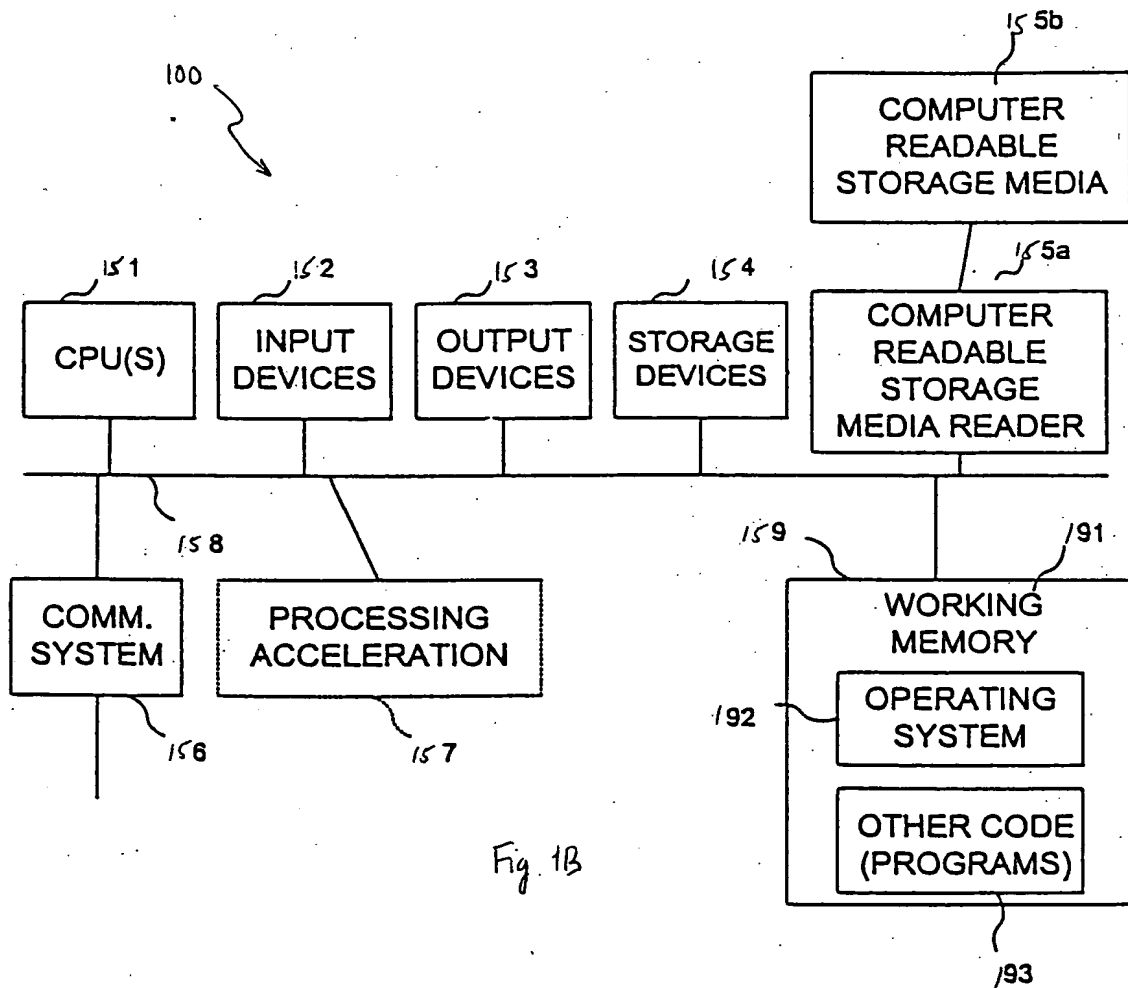 155b
100
COMPUTER
READABLE
STORAGE MEDIA
155a
151
152
153
154
CPU(S)
INPUT
DEVICES
OUTPUT
DEVICES
STORAGE
DEVICES
COMPUTER
READABLE
STORAGE
MEDIA READER
158
159
191
COMM.
SYSTEM
PROCESSING
ACCELERATION
WORKING
MEMORY
192
OPERATING
SYSTEM
156
157
OTHER CODE
(PROGRAMS)
Fig. 1B
193